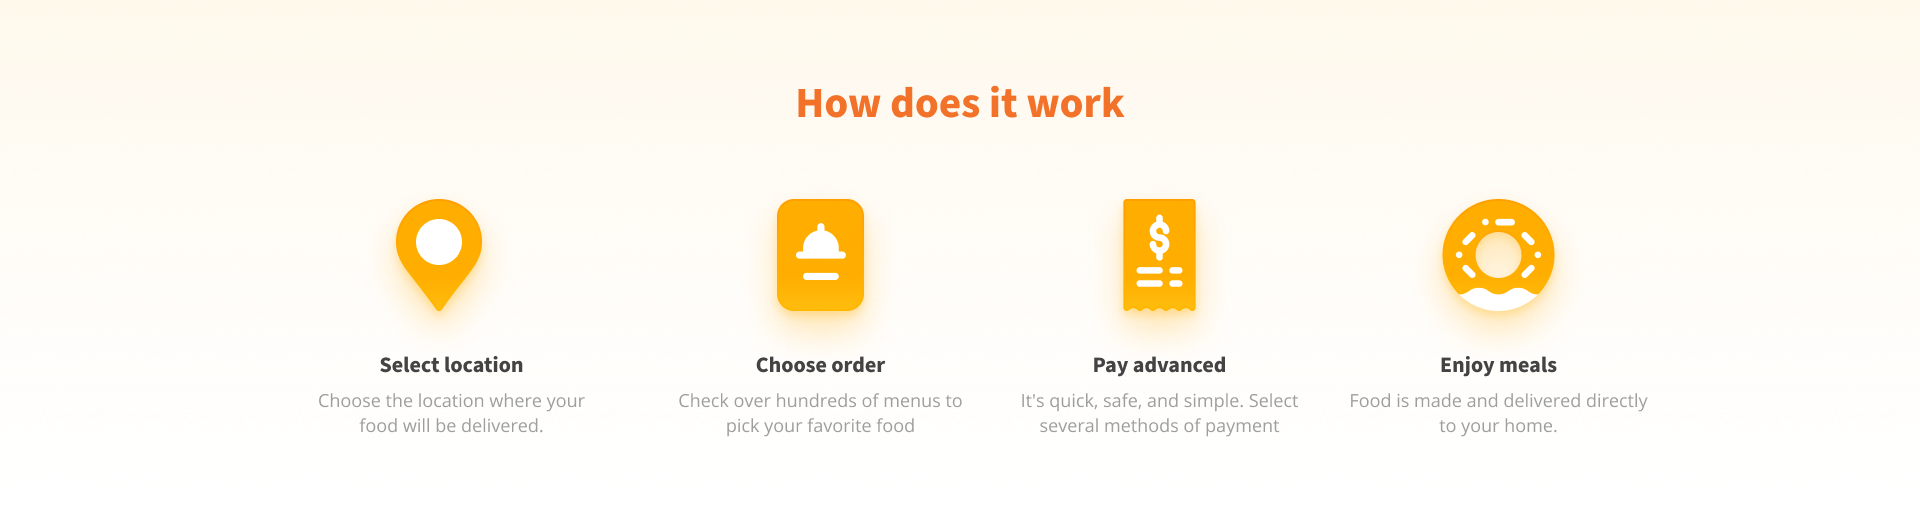 How does it work
Select location
Choose the location where your
food will be delivered.
Choose order
Check over hundreds of menus to
pick your favorite food
Pay advanced
It's quick, safe, and simple. Select
several methods of payment
Enjoy meals
Food is made and delivered directly
to your home.